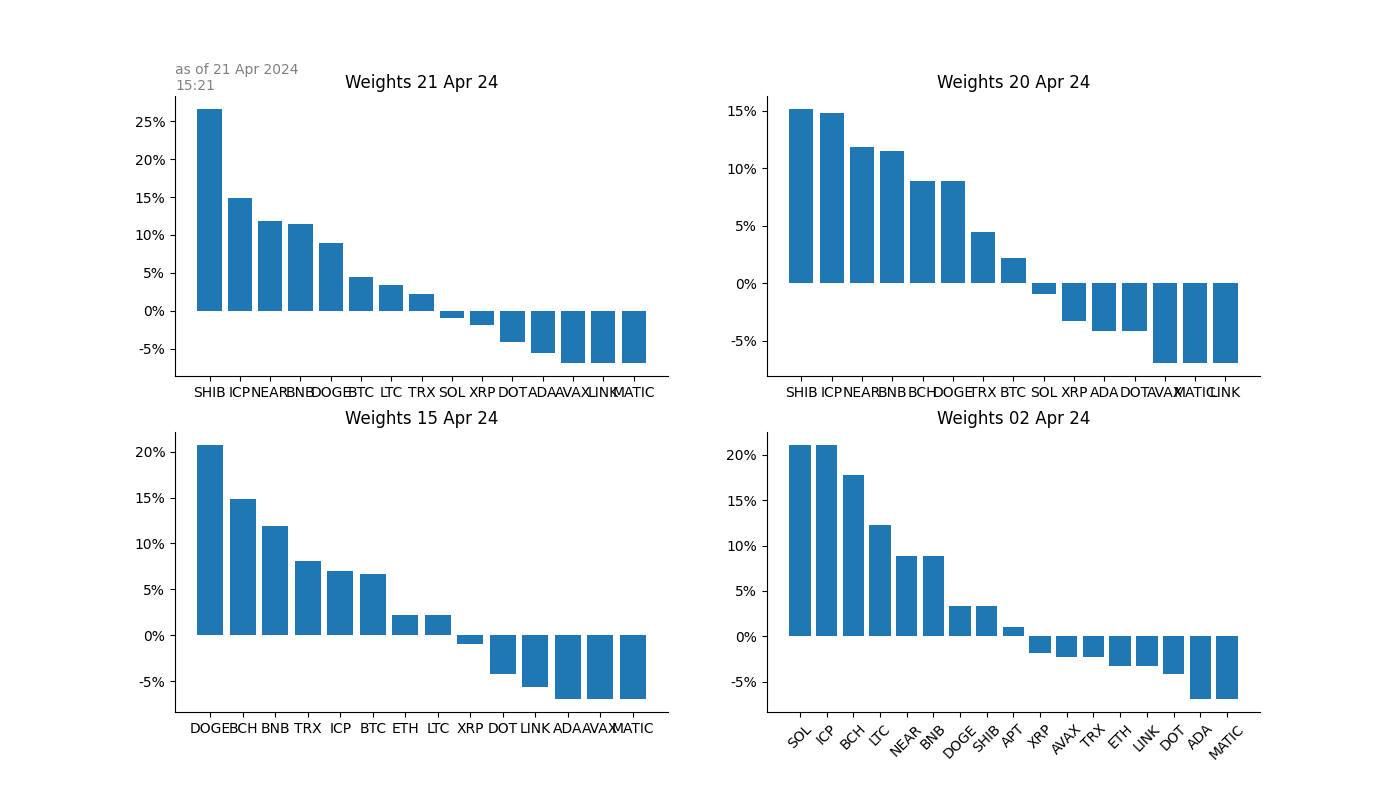 as of 21 Apr 2024
15:21
Weights 21 Apr 24
25%
20%
15%
10%
5%
0%
-5%
SHIB ICP NEAR BNB DOGE BTC LTC TRX SOL XRP DOT ADA AVAX LINK MATIC
Weights 20 Apr 24
15%
10%
5%
0%
-5%
SHIB ICP NEAR BNB BCH DOGE TRX BTC SOL XRP ADA DOT AVAX MATIC LINK
Weights 15 Apr 24
20%
15%
10%
5%
0%
-5%
DOGE BCH BNB TRX ICP BTC ETH LTC XRP DOT LINK ADA AVAX MATIC
Weights 02 Apr 24
20%
15%
10%
5%
0%
-5%
SOL ICP BCH LTC NEAR BNB DOGE SHIB APT XRP AVAX TRX ETH LINK DOT ADA MATIC